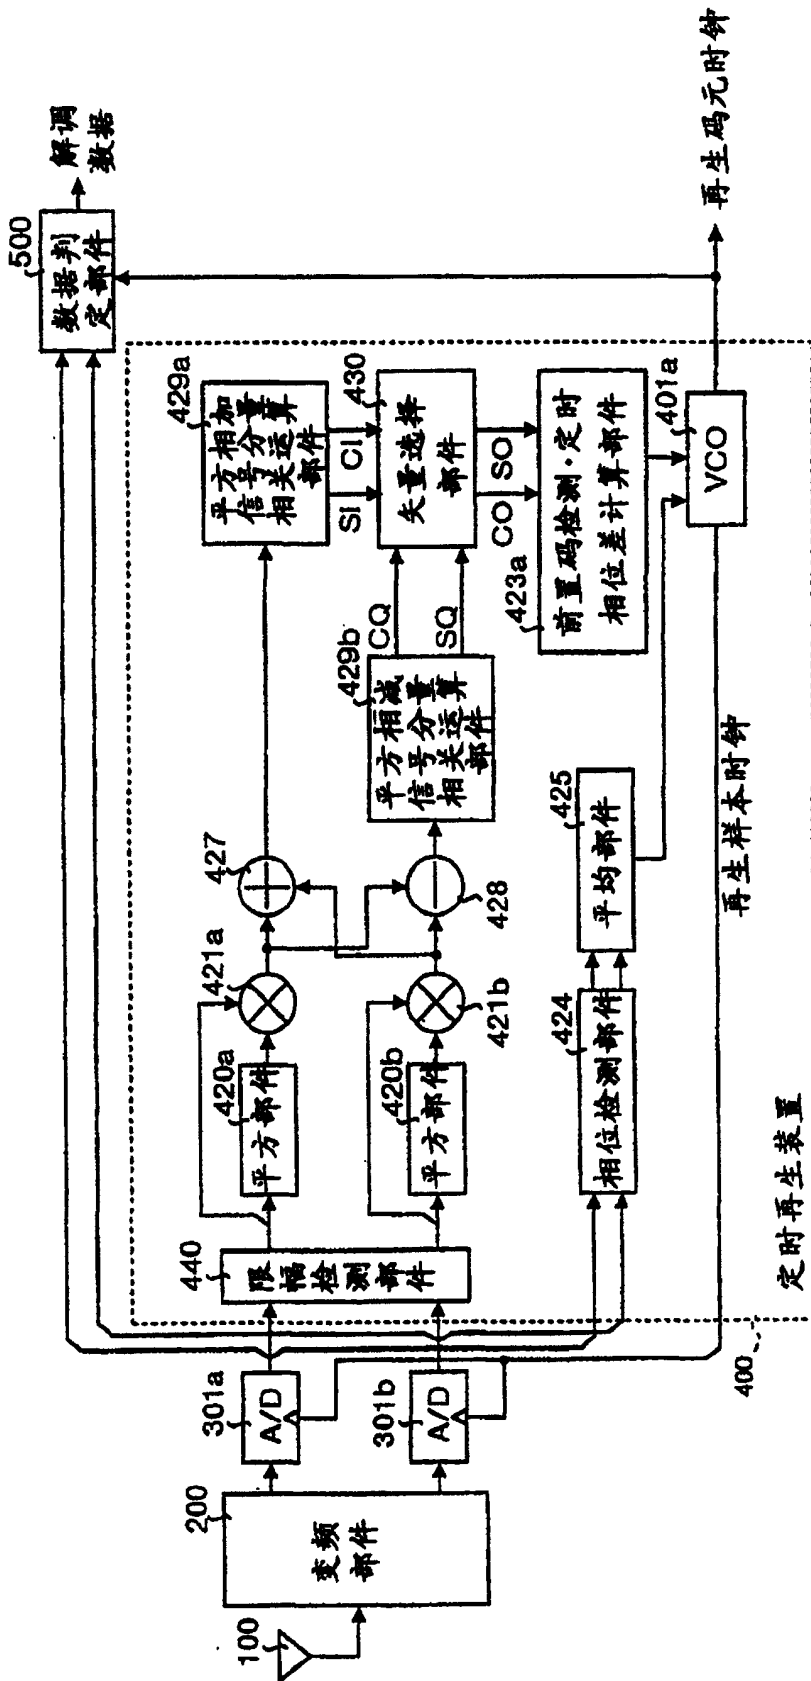 100
200
变频
部件
301a
A/D
301b
A/D
440
限幅检测部件
420a
平方部件
420b
平方部件
421a
421b
427
428
429a
平方相加
信号分量
相关运算
部件
429b
平方相减
信号分量
相关运算
部件
SI
CI
CQ
SQ
430
矢量选择
部件
CO
SO
423a
前置码检测·定时
相位差计算部件
424
相位检测部件
425
平均部件
401a
VCO
再生样本时钟
再生码元时钟
500
数据判
定部件
解调
数据
400
定时再生装置